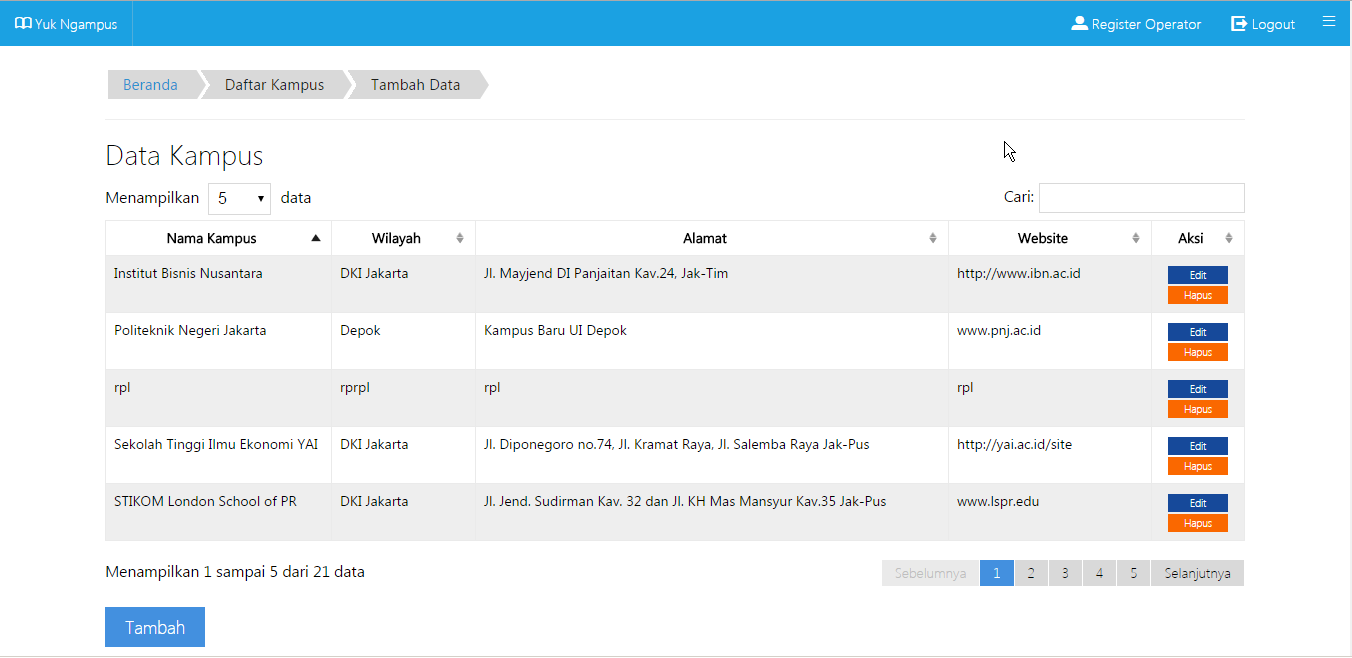 Yuk Ngampus Register Operator Logout
Beranda Daftar Kampus Tambah Data
Data Kampus
Menampilkan 5 data Cari:
Nama Kampus Wilayah Alamat Website Aksi
Institut Bisnis Nusantara DKI Jakarta Jl. Mayjend DI Panjaitan Kav.24, Jak-Tim http://www.ibn.ac.id Edit
Hapus
Politeknik Negeri Jakarta Depok Kampus Baru UI Depok www.pnj.ac.id Edit
Hapus
rpl rprpl rpl rpl Edit
Hapus
Sekolah Tinggi Ilmu Ekonomi YAI DKI Jakarta Jl. Diponegoro no.74, Jl. Kramat Raya, Jl. Salemba Raya Jak-Pus http://yai.ac.id/site Edit
Hapus
STIKOM London School of PR DKI Jakarta Jl. Jend. Sudirman Kav. 32 dan Jl. KH Mas Mansyur Kav.35 Jak-Pus www.lspr.edu Edit
Hapus
Menampilkan 1 sampai 5 dari 21 data Sebelumnya 1 2 3 4 5 Selanjutnya
Tambah